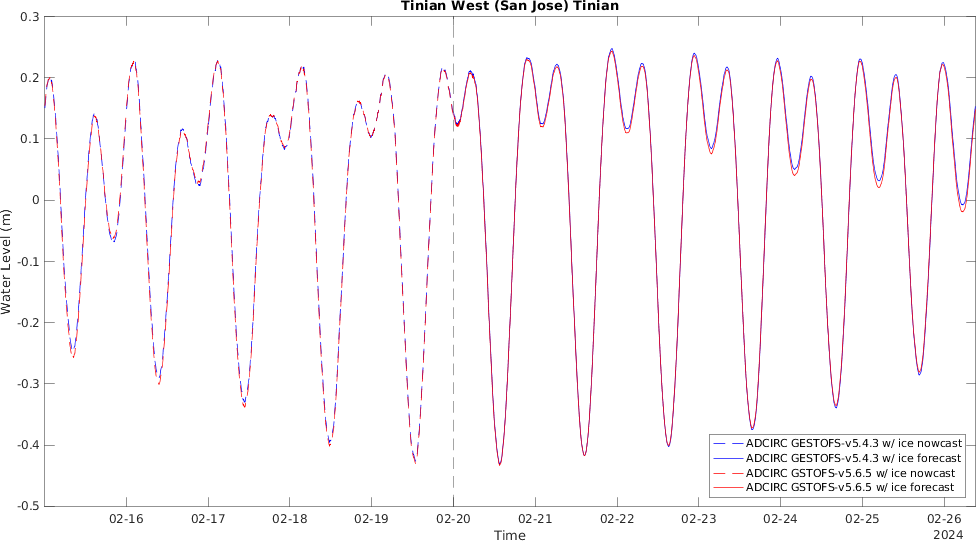 Tinian West (San Jose) Tinian
0.3
0.2
0.1
0
-0.1
-0.2
-0.3
-0.4
-0.5
Water Level (m)
ADCIRC GESTOFS-v5.4.3 w/ ice nowcast
ADCIRC GESTOFS-v5.4.3 w/ ice forecast
ADCIRC GSTOFS-v5.6.5 w/ ice nowcast
ADCIRC GSTOFS-v5.6.5 w/ ice forecast
02-16 02-17 02-18 02-19 02-20 02-21 02-22 02-23 02-24 02-25 02-26
Time
2024